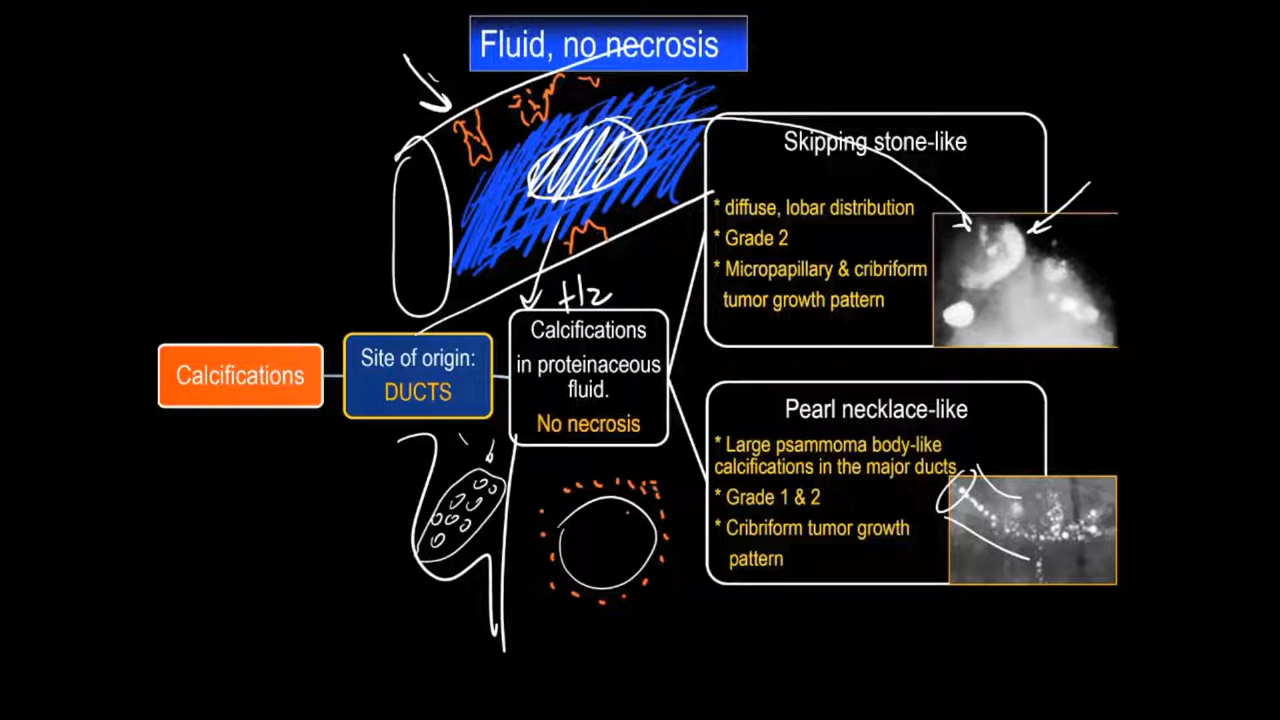 Fluid, no necrosis
Skipping stone-like
* diffuse, lobar distribution
* Grade 2
* Micropapillary & cribriform
tumor growth pattern
Calcifications
Site of origin:
DUCTS
Calcifications
in proteinaceous
fluid.
No necrosis
Pearl necklace-like
* Large psammoma body-like
calcifications in the major ducts
* Grade 1 & 2
* Cribriform tumor growth
pattern